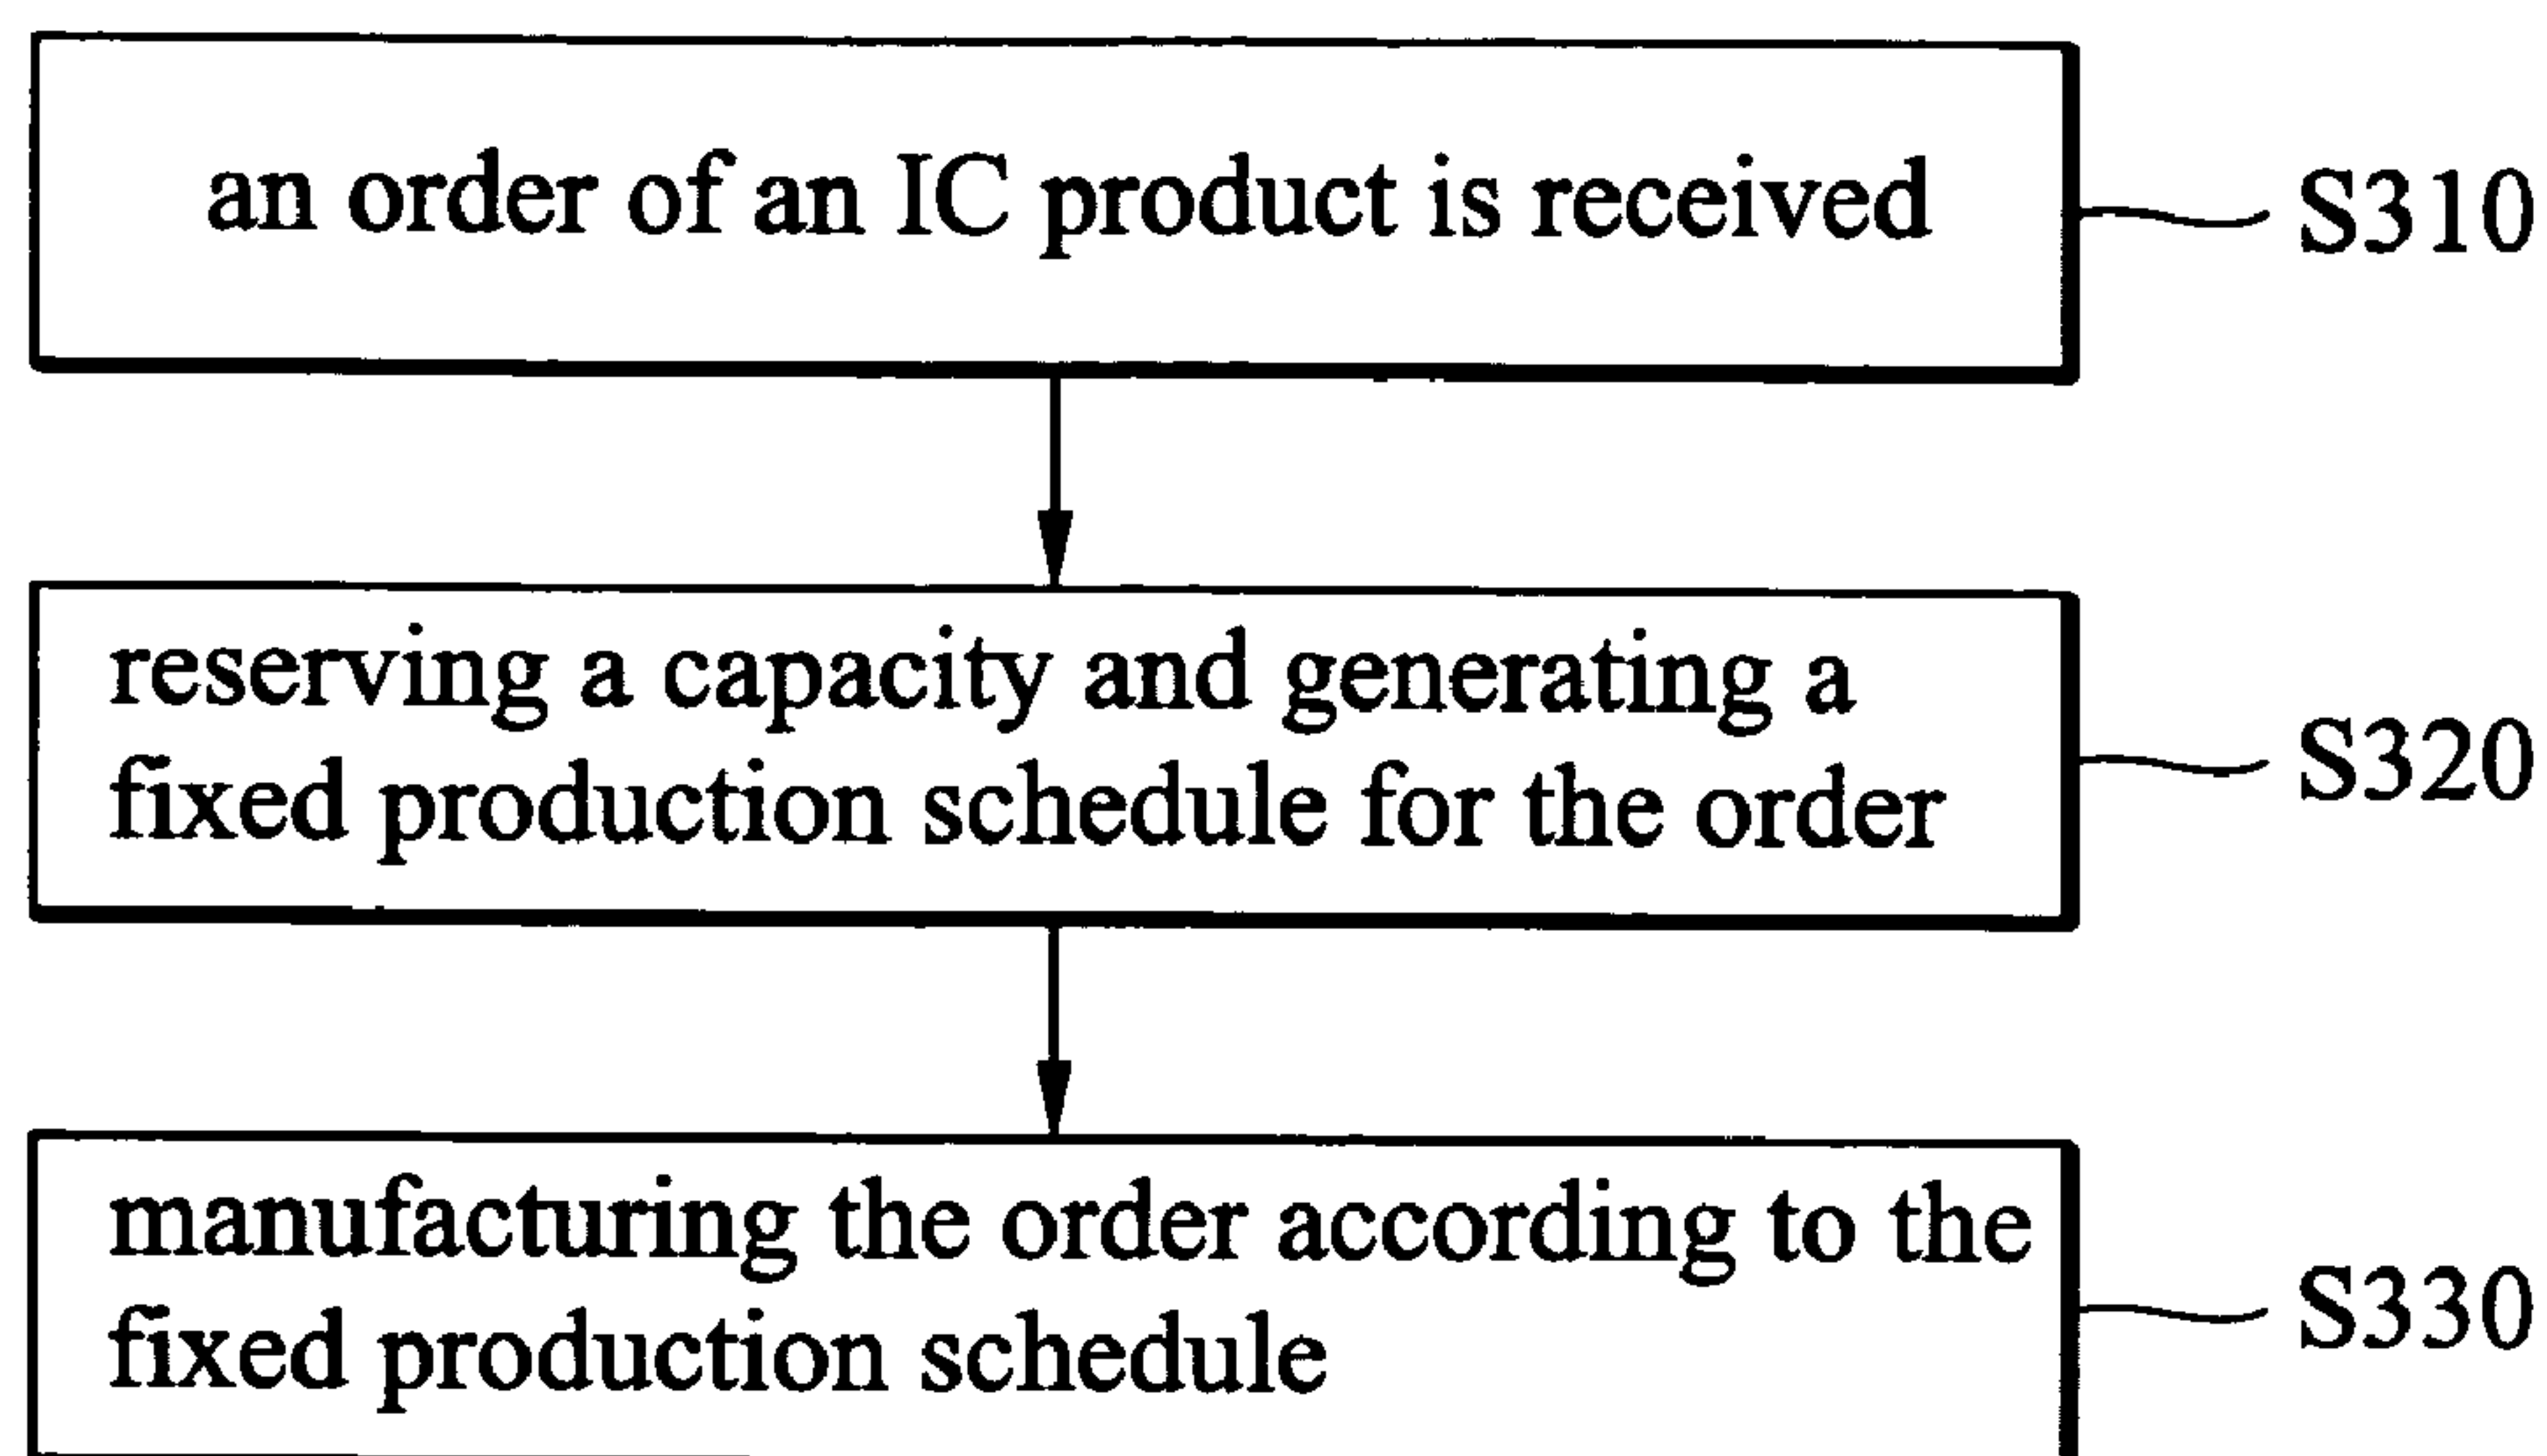 an order of an IC product is received
S310
reserving a capacity and generating a
fixed production schedule for the order
S320
manufacturing the order according to the
fixed production schedule
S330